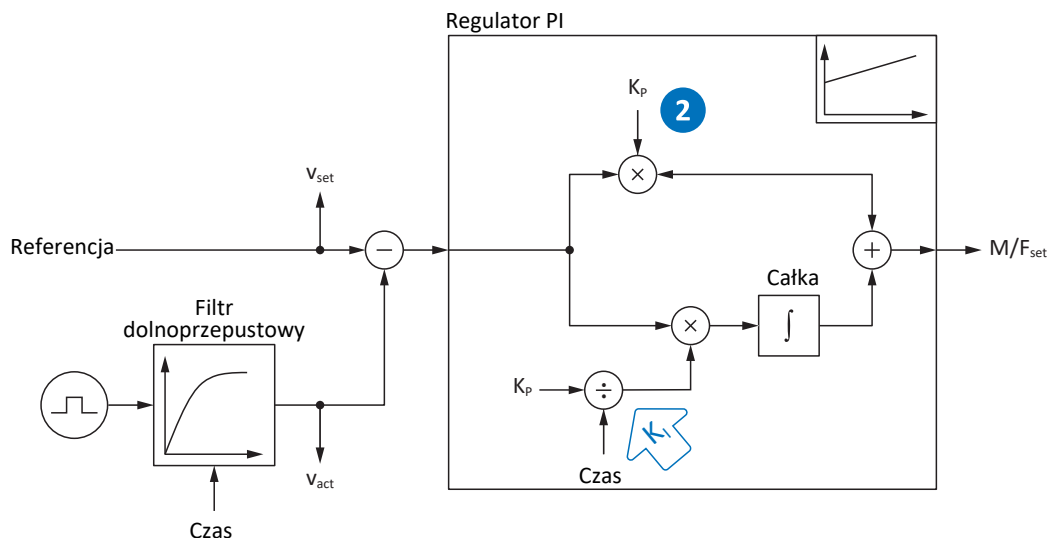 Regulator PI
K_P
2
v_set
Referencja
−
×
+
M/F_set
Całka
∫
Filtr
dolnoprzepustowy
×
K_P
÷
K_I
v_act
Czas
Czas